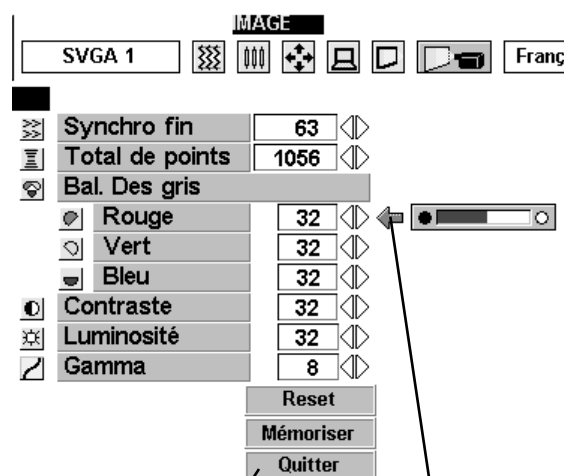 IMAGE
SVGA 1 Franç
Synchro fin 63
Total de points 1056
Bal. Des gris
Rouge 32
Vert 32
Bleu 32
Contraste 32
Luminosité 32
Gamma 8
Reset
Mémoriser
Quitter